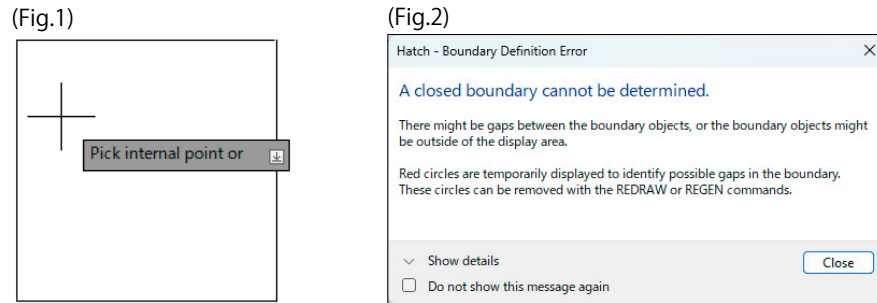 (Fig.1)
Pick internal point or
(Fig.2)
Hatch - Boundary Definition Error
A closed boundary cannot be determined.
There might be gaps between the boundary objects, or the boundary objects might
be outside of the display area.
Red circles are temporarily displayed to identify possible gaps in the boundary.
These circles can be removed with the REDRAW or REGEN commands.
Show details
Close
Do not show this message again